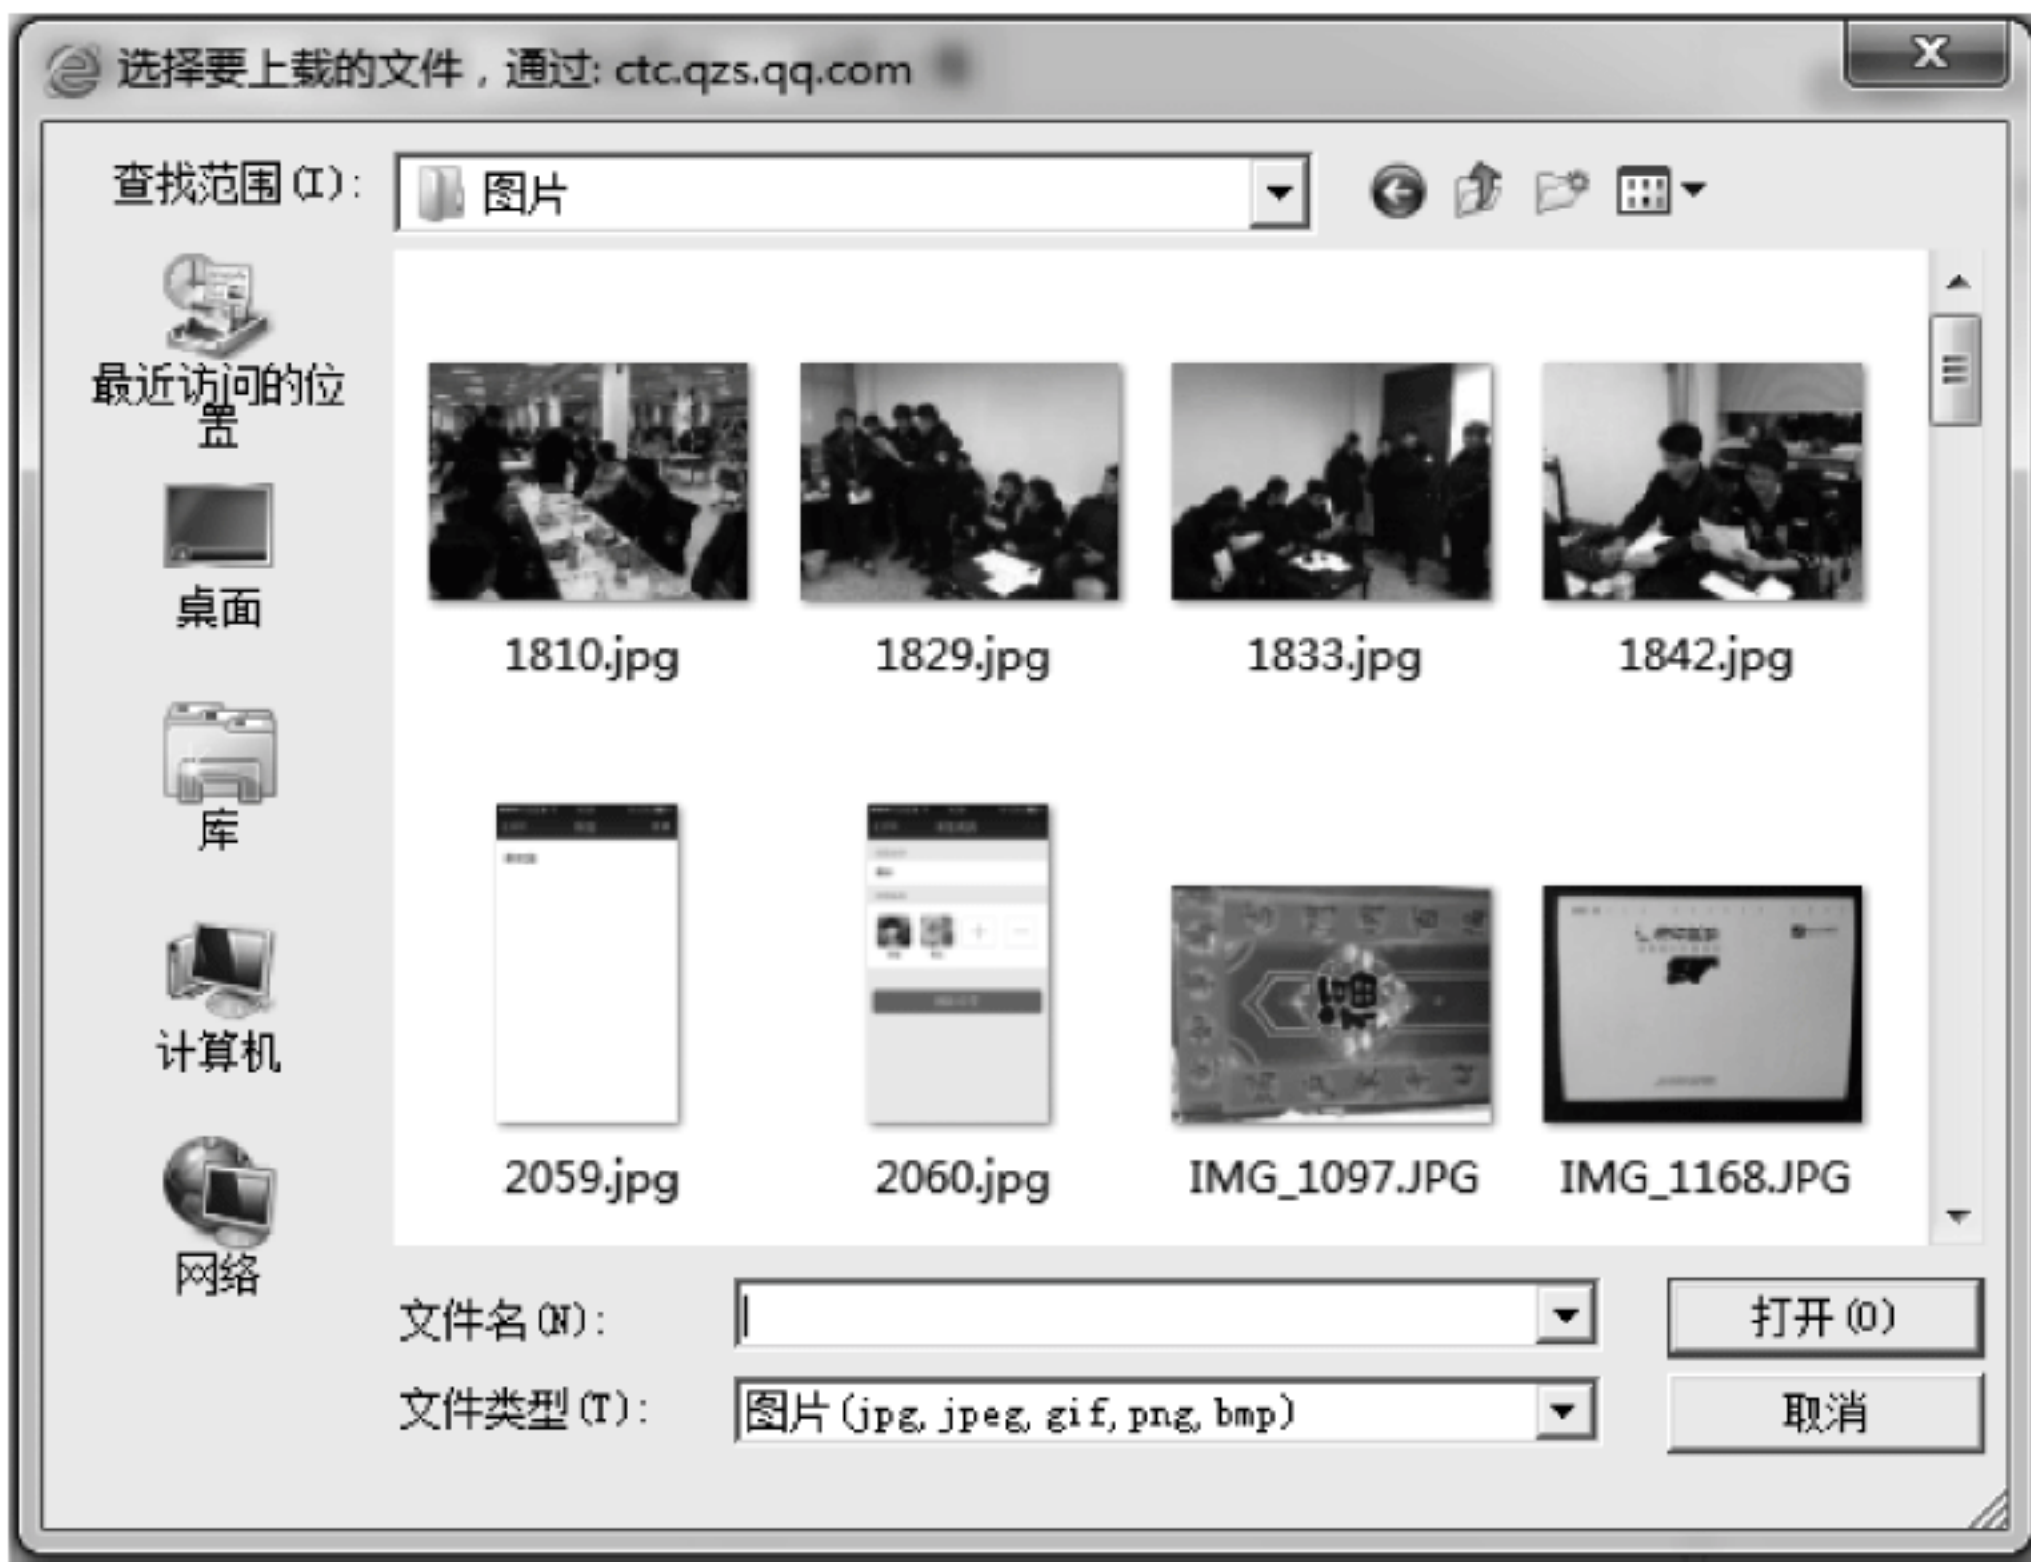 选择要上载的文件，通过: ctc.qzs.qq.com
查找范围(I):
图片
最近访问的位
置
桌面
库
计算机
网络
1810.jpg
1829.jpg
1833.jpg
1842.jpg
2059.jpg
2060.jpg
IMG_1097.JPG
IMG_1168.JPG
福
文件名(N):
打开(O)
文件类型(T):
图片(jpg,jpeg,gif,png,bmp)
取消